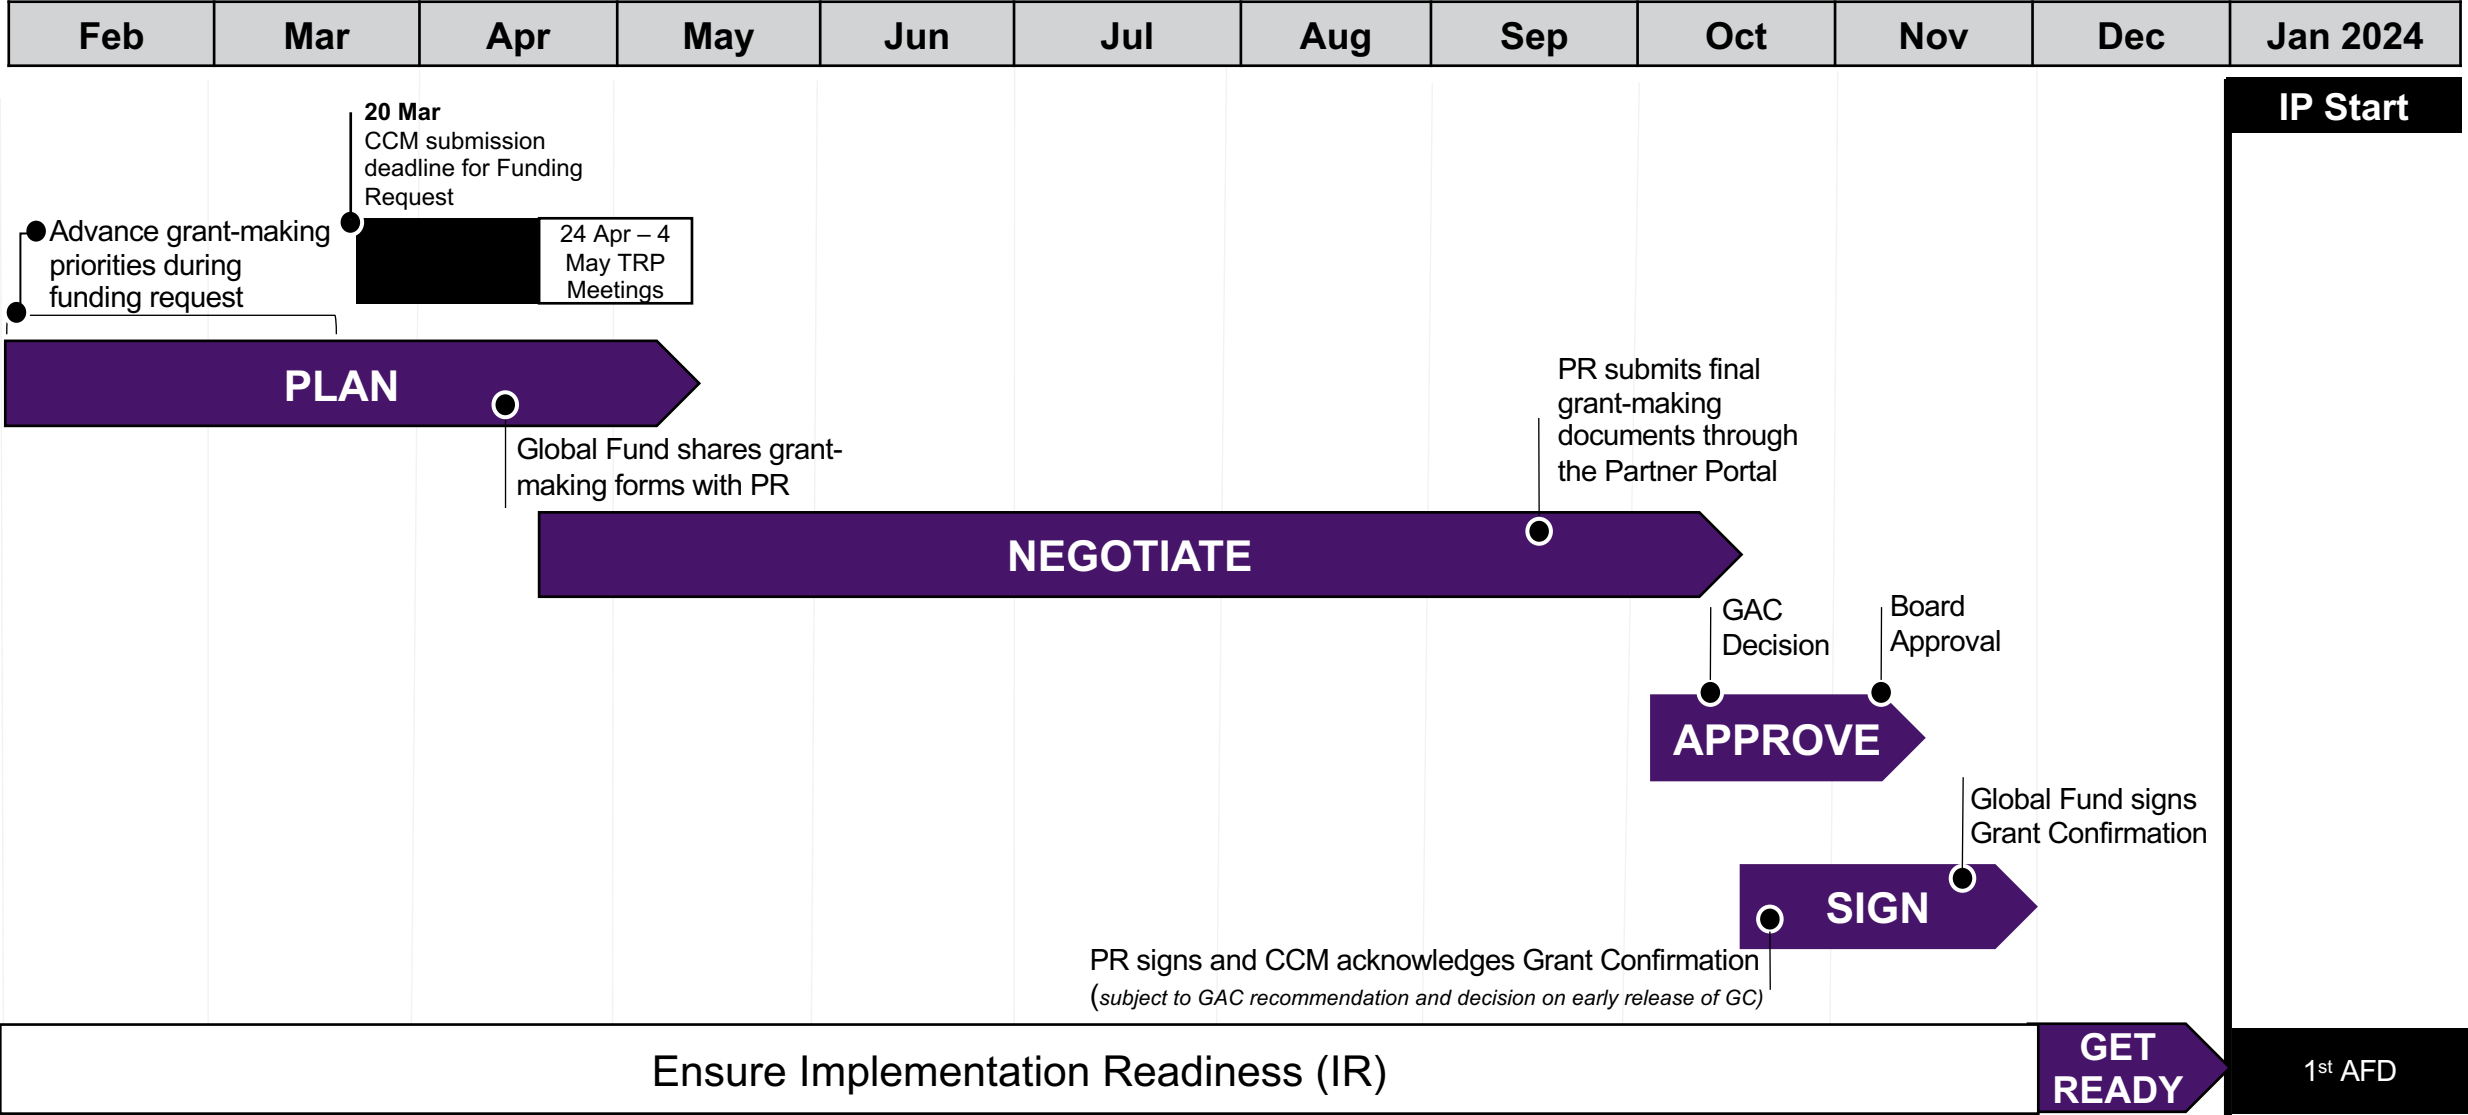 Feb
Mar
Apr
May
Jun
Jul
Aug
Sep
Oct
Nov
Dec
Jan 2024
IP Start
20 Mar
CCM submission
deadline for Funding
Request
Advance grant-making
priorities during
funding request
24 Apr – 4
May TRP
Meetings
PLAN
Global Fund shares grant-
making forms with PR
PR submits final
grant-making
documents through
the Partner Portal
NEGOTIATE
GAC
Decision
Board
Approval
APPROVE
Global Fund signs
Grant Confirmation
SIGN
PR signs and CCM acknowledges Grant Confirmation
(subject to GAC recommendation and decision on early release of GC)
Ensure Implementation Readiness (IR)
GET
READY
1st AFD